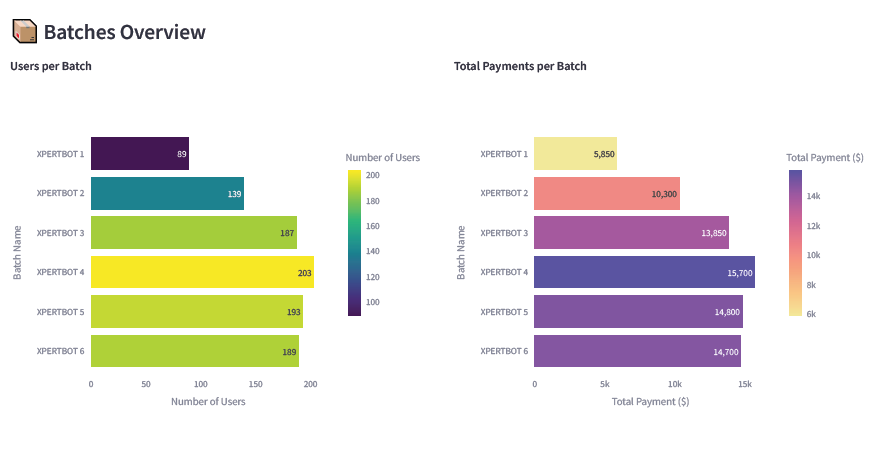 Batches Overview
Users per Batch
Number of Users
XPERTBOT 1
89
XPERTBOT 2
139
XPERTBOT 3
187
XPERTBOT 4
203
XPERTBOT 5
193
XPERTBOT 6
189
Batch Name
0 50 100 150 200
Number of Users
200
180
160
140
120
100
Total Payments per Batch
Total Payment ($)
XPERTBOT 1
5,850
XPERTBOT 2
10,300
XPERTBOT 3
13,850
XPERTBOT 4
15,700
XPERTBOT 5
14,800
XPERTBOT 6
14,700
Batch Name
0 5k 10k 15k
Total Payment ($)
14k
12k
10k
8k
6k